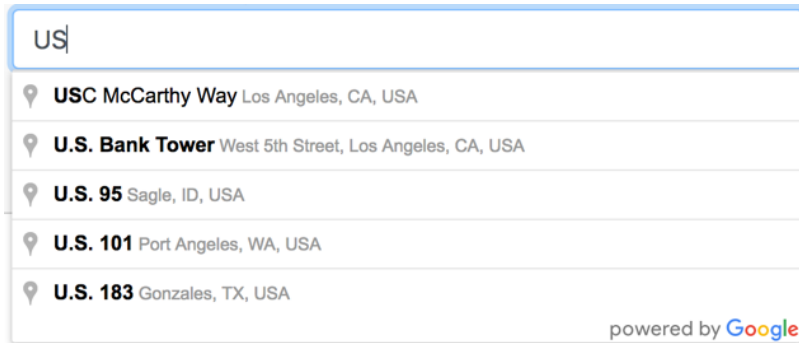 US
USC McCarthy Way Los Angeles, CA, USA
U.S. Bank Tower West 5th Street, Los Angeles, CA, USA
U.S. 95 Sagle, ID, USA
U.S. 101 Port Angeles, WA, USA
U.S. 183 Gonzales, TX, USA
powered by Google